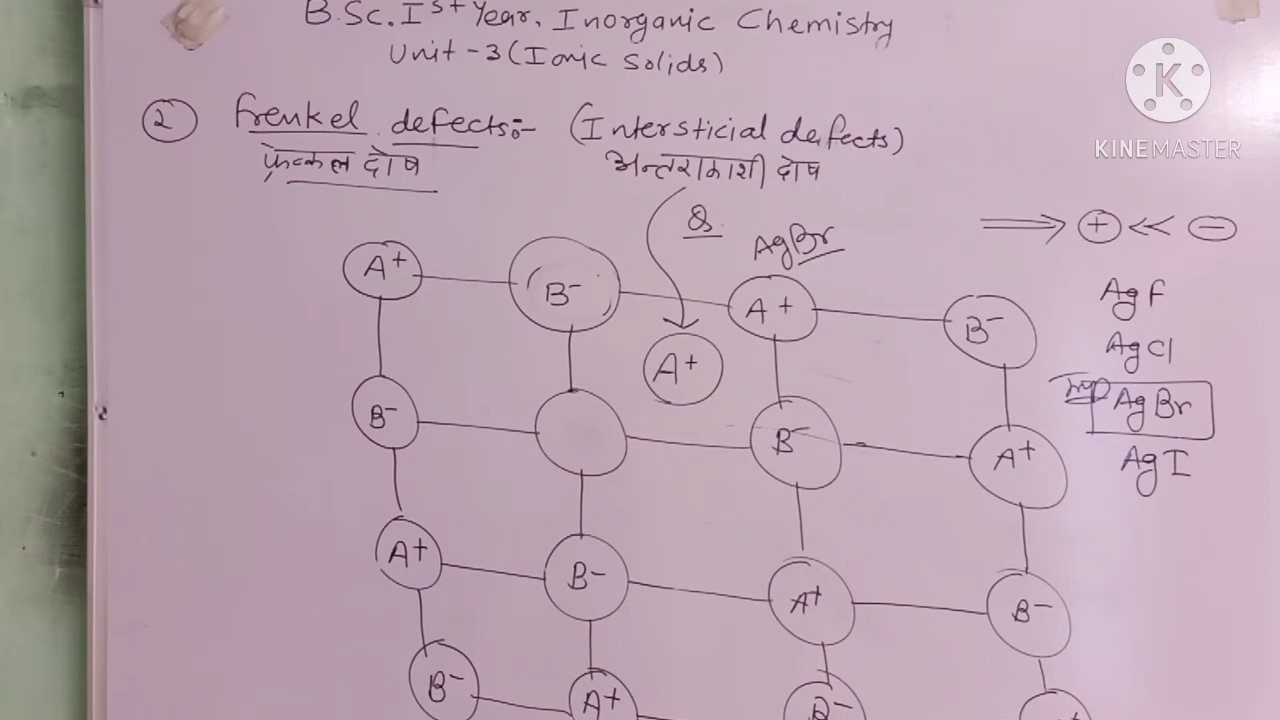 B.Sc. Ist Year, Inorganic Chemistry
Unit-3 (Ionic Solids)
KINEMASTER
② Frenkel defects:- (Intersticial defects)
फ्रेन्कल दोष अन्तराकाशी दोष
⇒ ⊕ << ⊖
AgBr
A+ B- A+ B-
AgF
AgCl
A+
AgBr
B- B- A+
AgI
A+ B- A+ B-
B- A+ B-